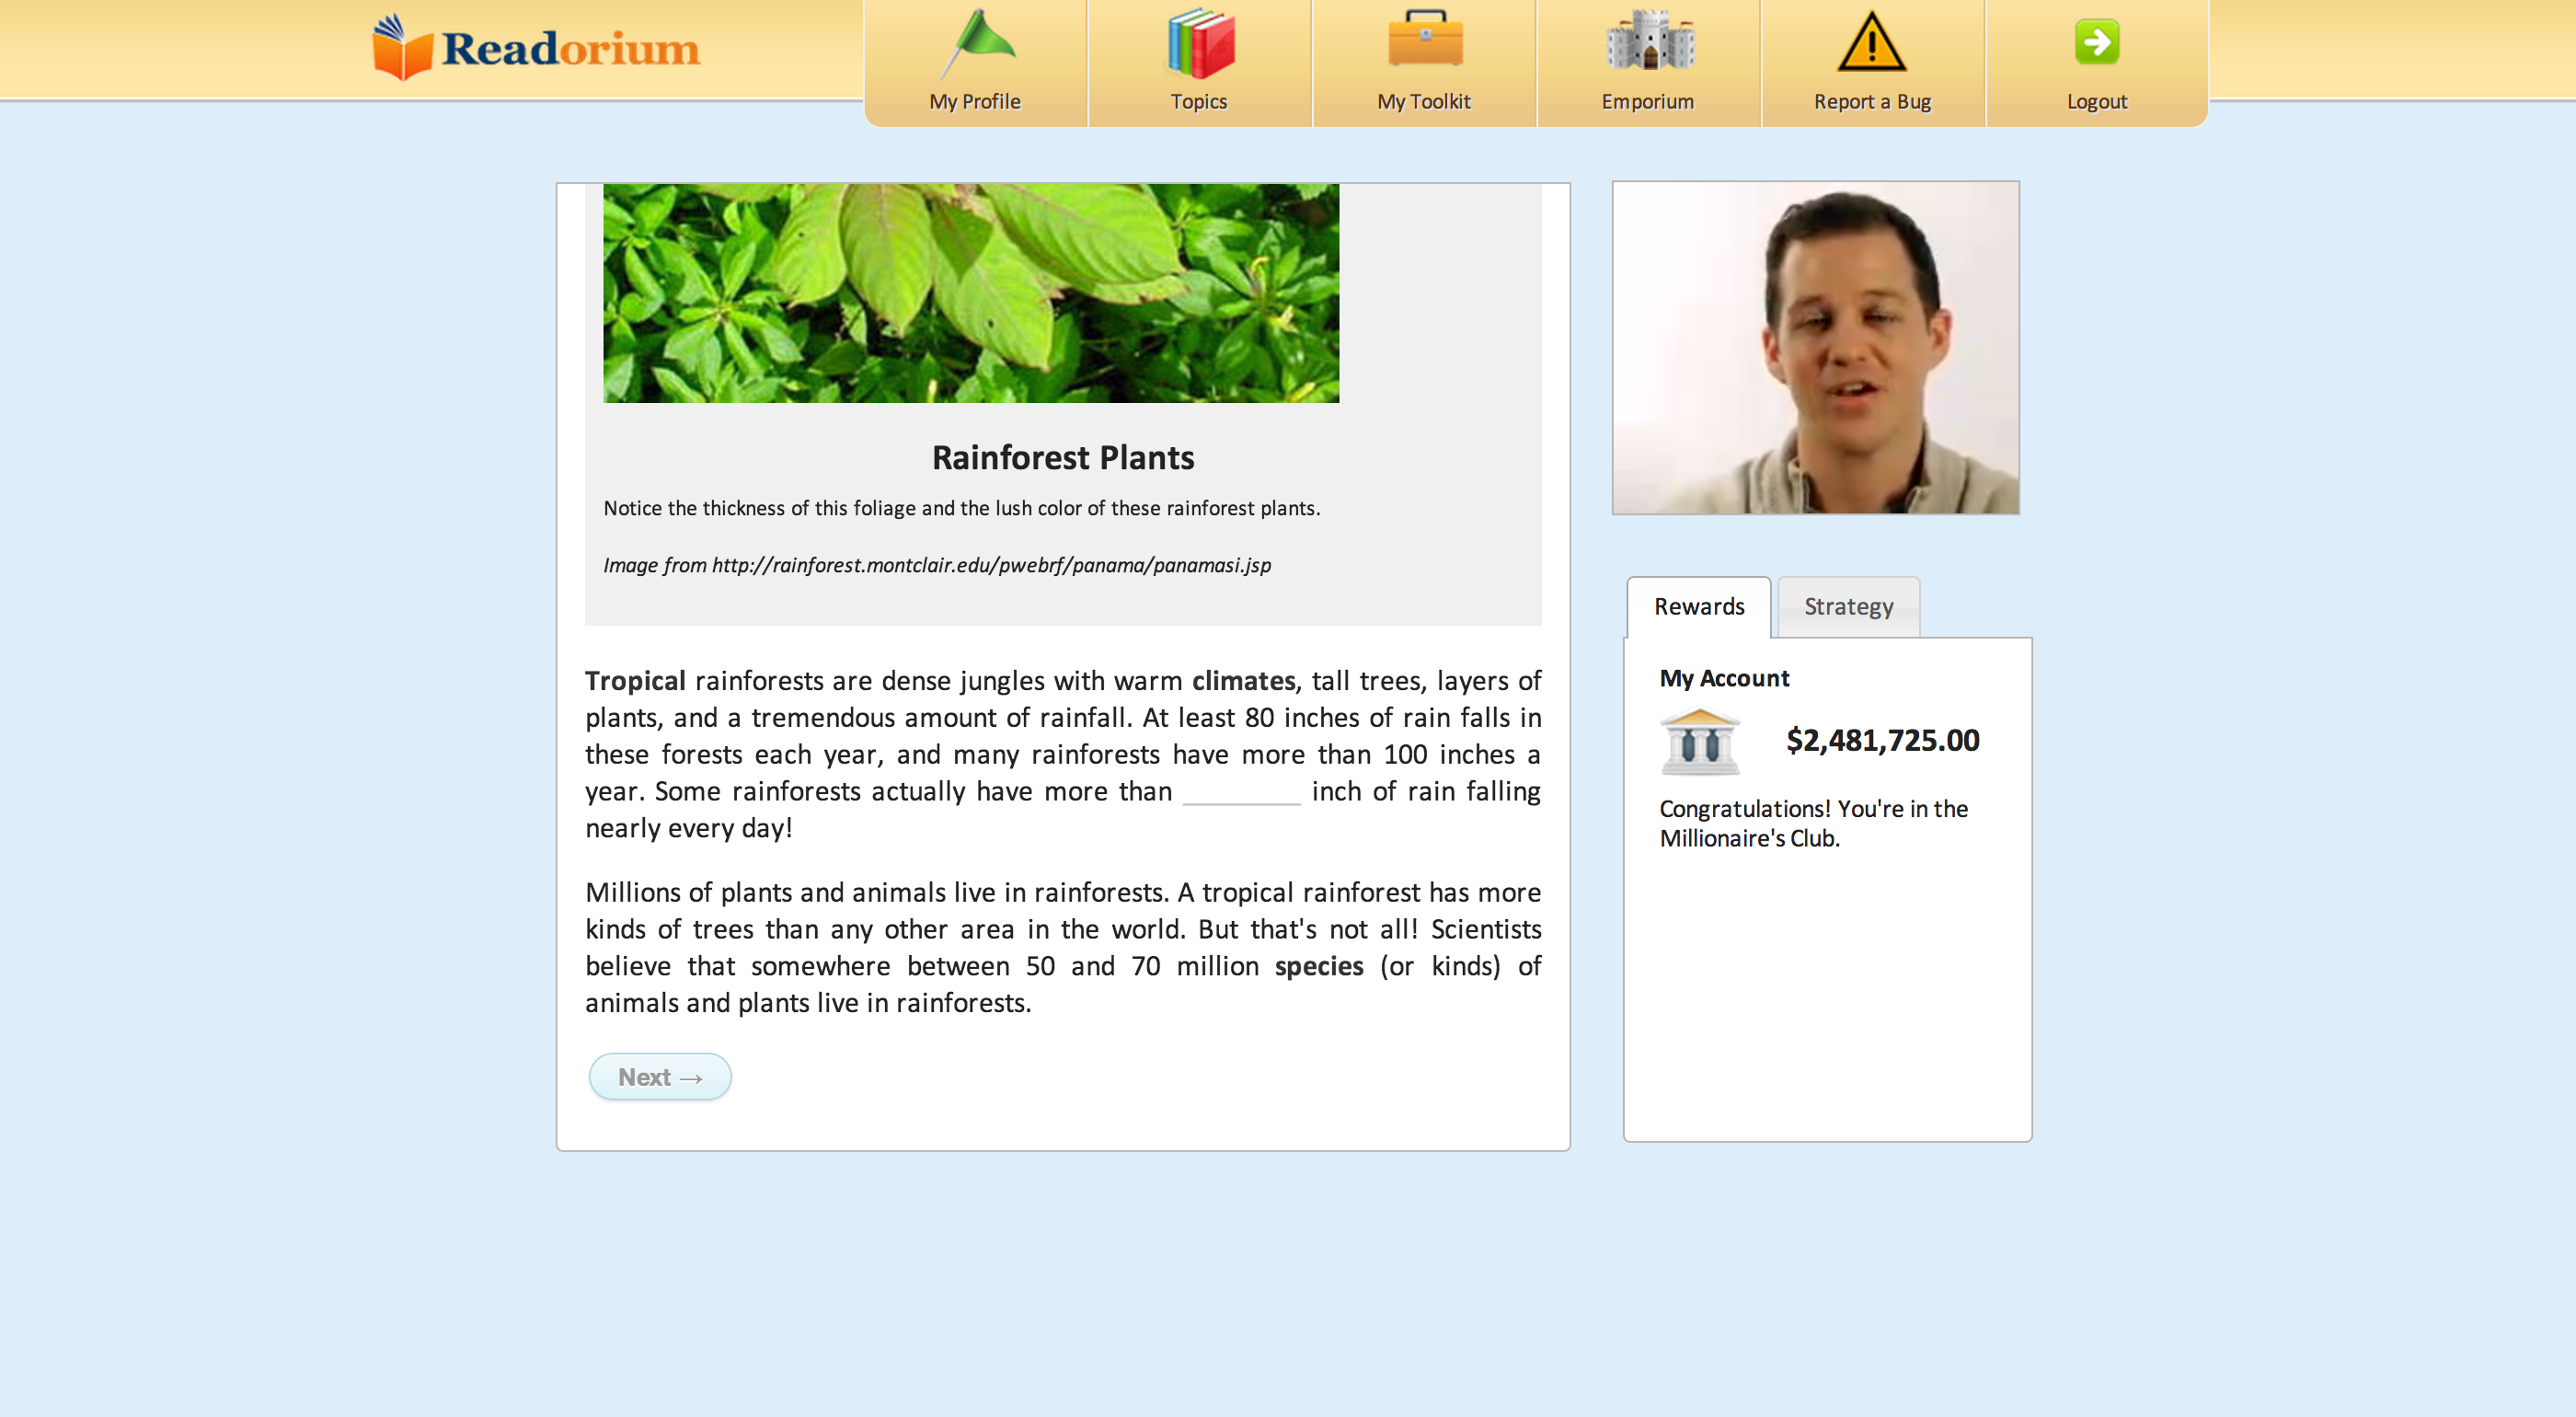 Readorium
My Profile
Topics
My Toolkit
Emporium
Report a Bug
Logout
Rainforest Plants
Notice the thickness of this foliage and the lush color of these rainforest plants.
Image from http://rainforest.montclair.edu/pwebrf/panama/panamasi.jsp
Tropical rainforests are dense jungles with warm climates, tall trees, layers of
plants, and a tremendous amount of rainfall. At least 80 inches of rain falls in
these forests each year, and many rainforests have more than 100 inches a
year. Some rainforests actually have more than ________ inch of rain falling
nearly every day!
Millions of plants and animals live in rainforests. A tropical rainforest has more
kinds of trees than any other area in the world. But that's not all! Scientists
believe that somewhere between 50 and 70 million species (or kinds) of
animals and plants live in rainforests.
Next →
Rewards
Strategy
My Account
$2,481,725.00
Congratulations! You're in the
Millionaire's Club.